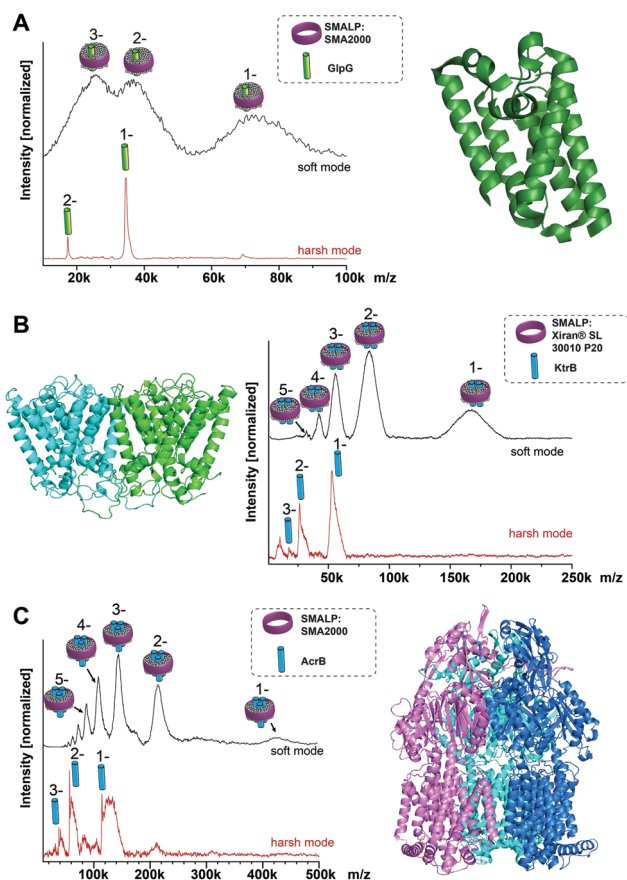 A
3-
2-
1-
SMALP:
SMA2000
GlpG
Intensity [normalized]
soft mode
1-
2-
harsh mode
20k 40k 60k 80k 100k m/z
B
SMALP:
Xiran® SL
30010 P20
KtrB
5-
4-
3-
2-
1-
Intensity [normalized]
soft mode
3-
2-
1-
harsh mode
50k 100k 150k 200k 250k m/z
C
SMALP:
SMA2000
AcrB
5-
4-
3-
2-
1-
Intensity [normalized]
soft mode
3-
2-
1-
harsh mode
100k 200k 300k 400k 500k m/z